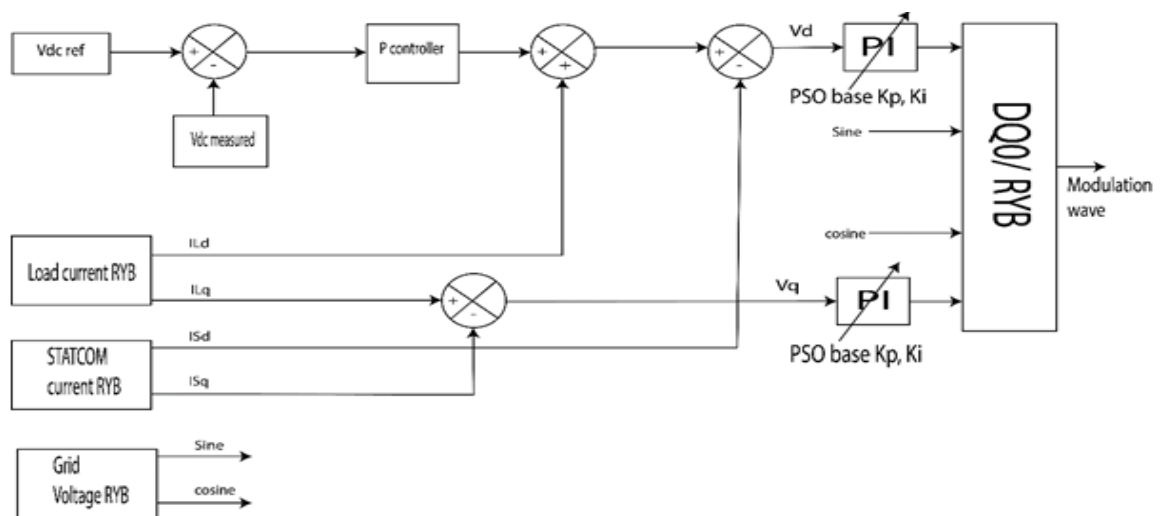 Vdc ref
+
-
P controller
+
+
+
-
Vd
PI
PSO base Kp, Ki
Vdc measured
Sine
cosine
DQ0/ RYB
Modulation
wave
Load current RYB
ILd
ILq
+
-
Vq
PI
PSO base Kp, Ki
STATCOM
current RYB
ISd
ISq
Grid
Voltage RYB
Sine
cosine